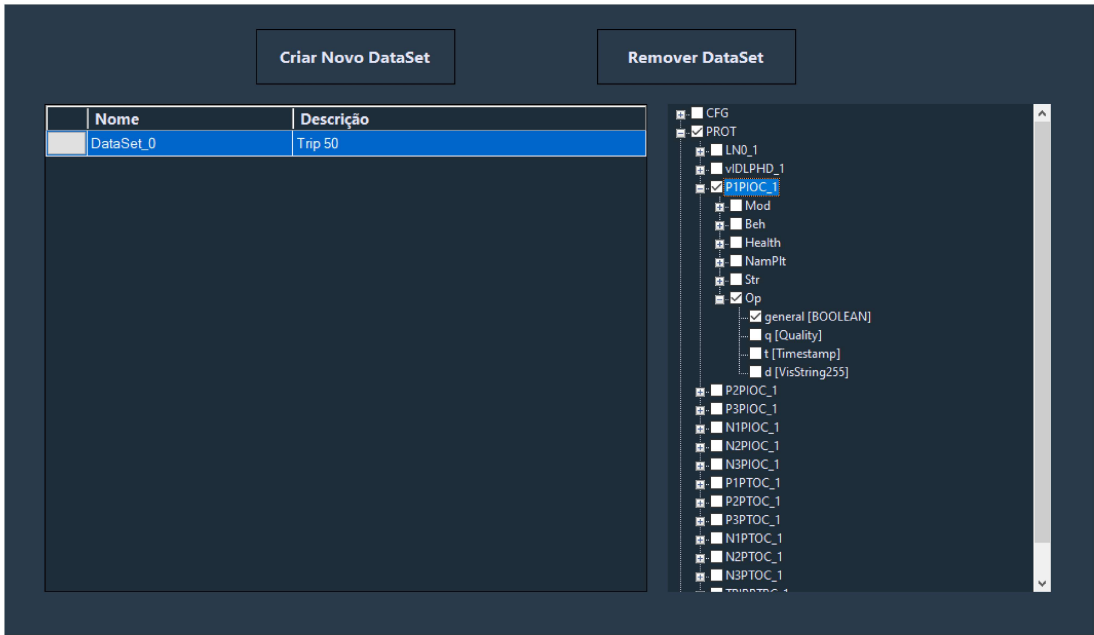 Criar Novo DataSet
Remover DataSet
Nome Descrição
DataSet_0 Trip 50
CFG
PROT
LN0_1
vIDLPHD_1
P1PIOC_1
Mod
Beh
Health
NamPlt
Str
Op
general [BOOLEAN]
q [Quality]
t [Timestamp]
d [VisString255]
P2PIOC_1
P3PIOC_1
N1PIOC_1
N2PIOC_1
N3PIOC_1
P1PTOC_1
P2PTOC_1
P3PTOC_1
N1PTOC_1
N2PTOC_1
N3PTOC_1